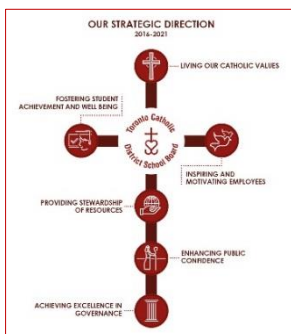 OUR STRATEGIC DIRECTION
2016-2021
LIVING OUR CATHOLIC VALUES
FOSTERING STUDENT
ACHIEVEMENT AND WELL BEING
Toronto Catholic
District School Board
INSPIRING AND
MOTIVATING EMPLOYEES
PROVIDING STEWARDSHIP
OF RESOURCES
ENHANCING PUBLIC
CONFIDENCE
ACHIEVING EXCELLENCE IN
GOVERNANCE